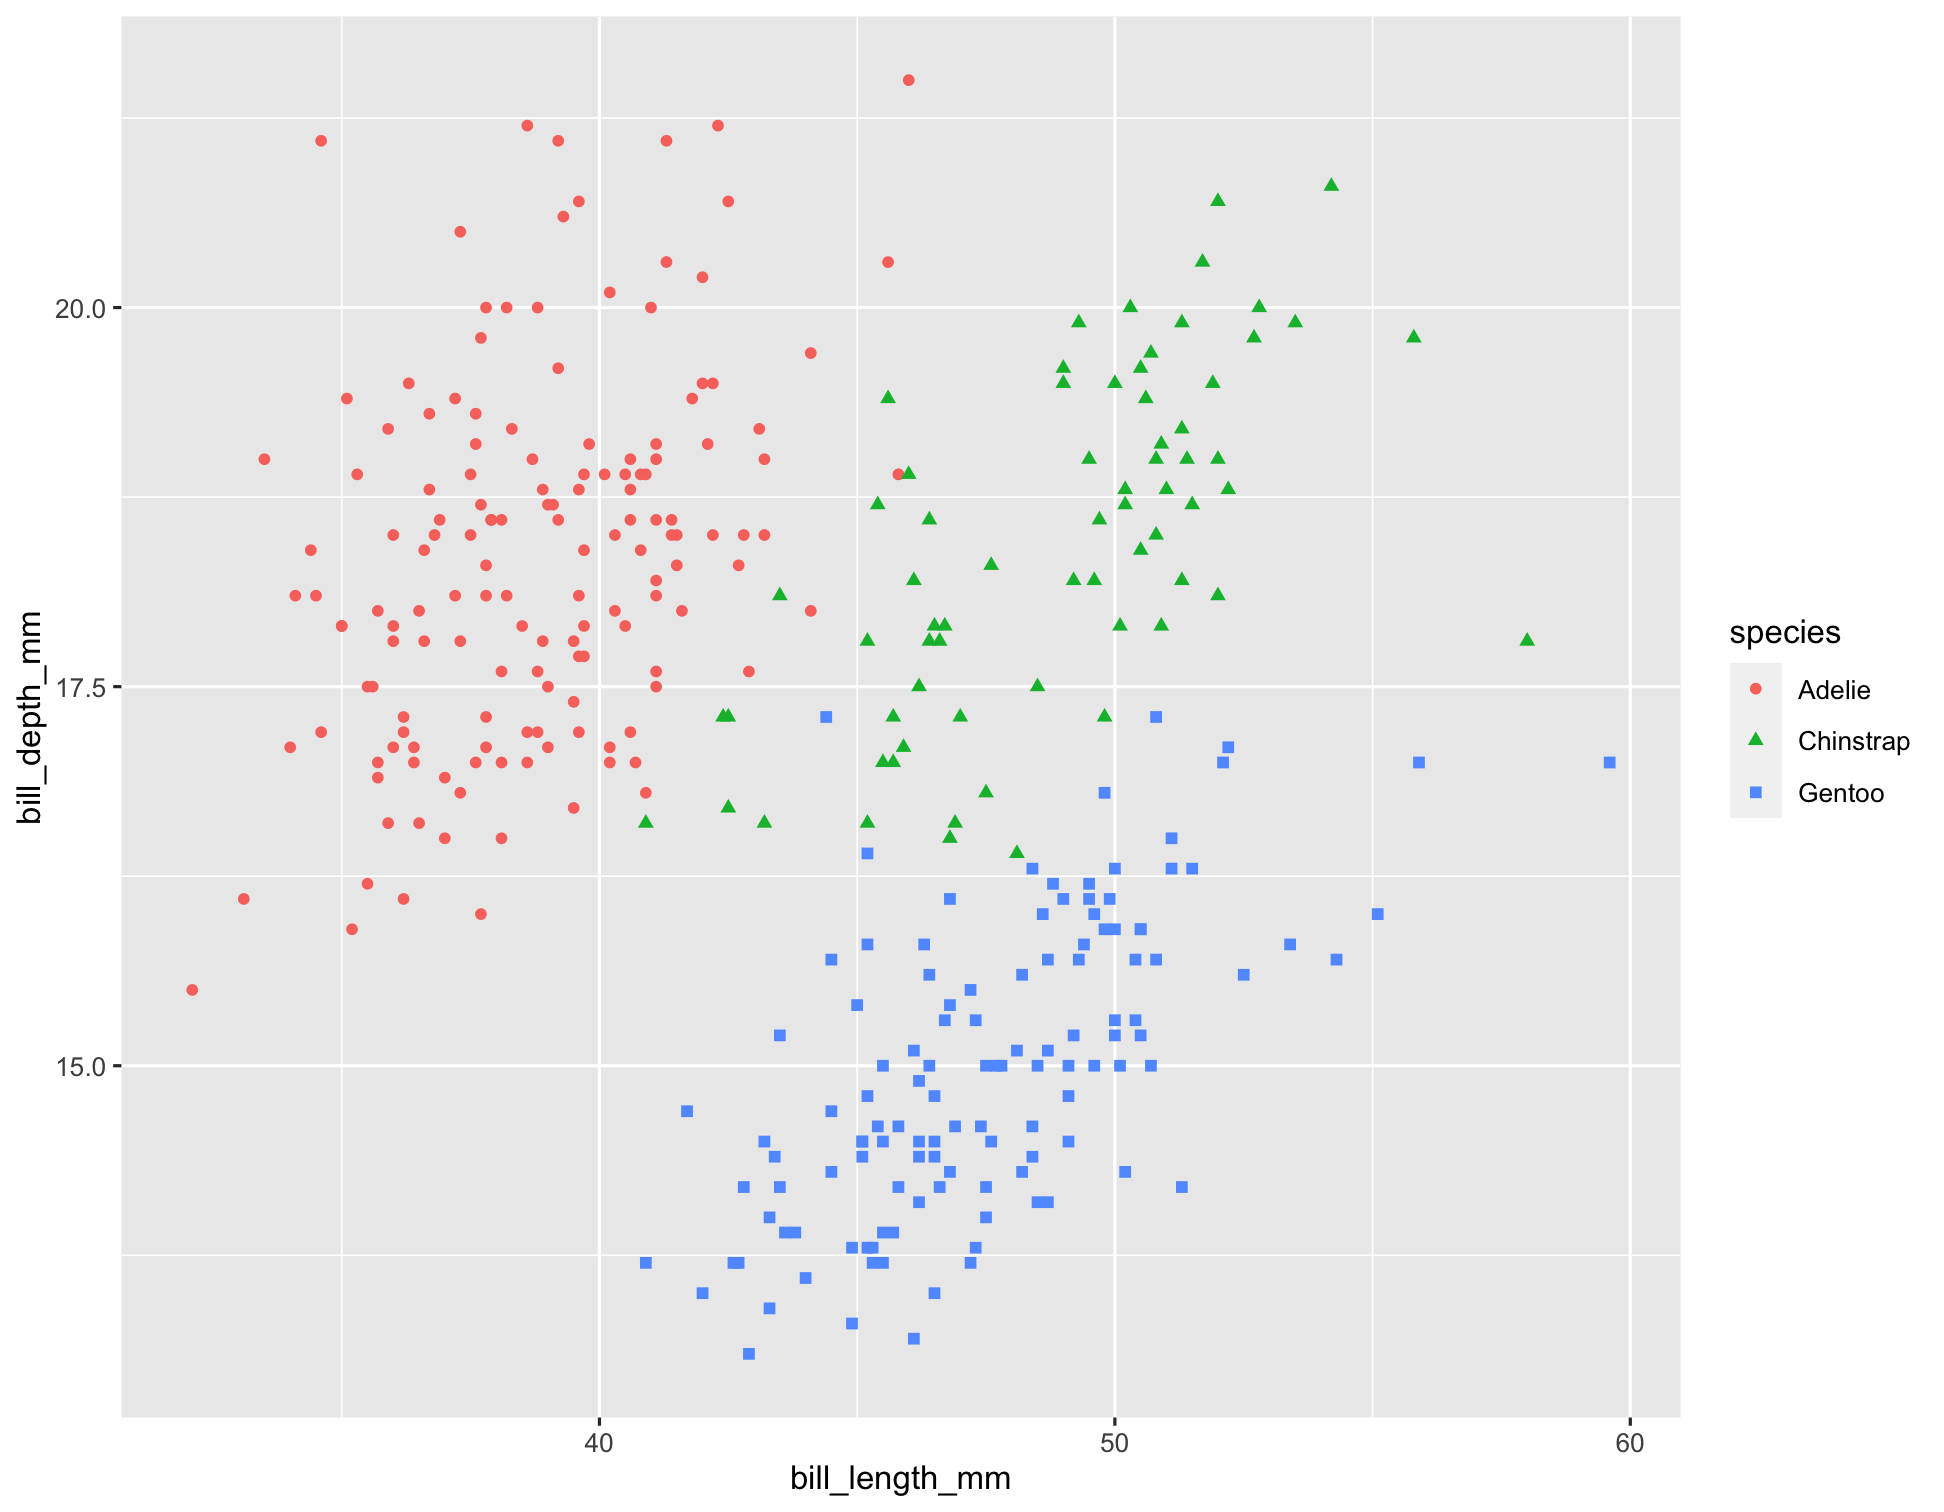 bill_depth_mm
20.0
17.5
15.0
40
50
60
bill_length_mm
species
Adelie
Chinstrap
Gentoo